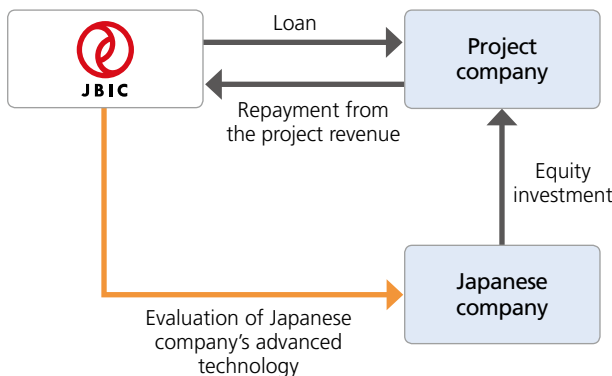 Loan
JBIC
Project
company
Repayment from
the project revenue
Equity
investment
Japanese
company
Evaluation of Japanese
company's advanced
technology